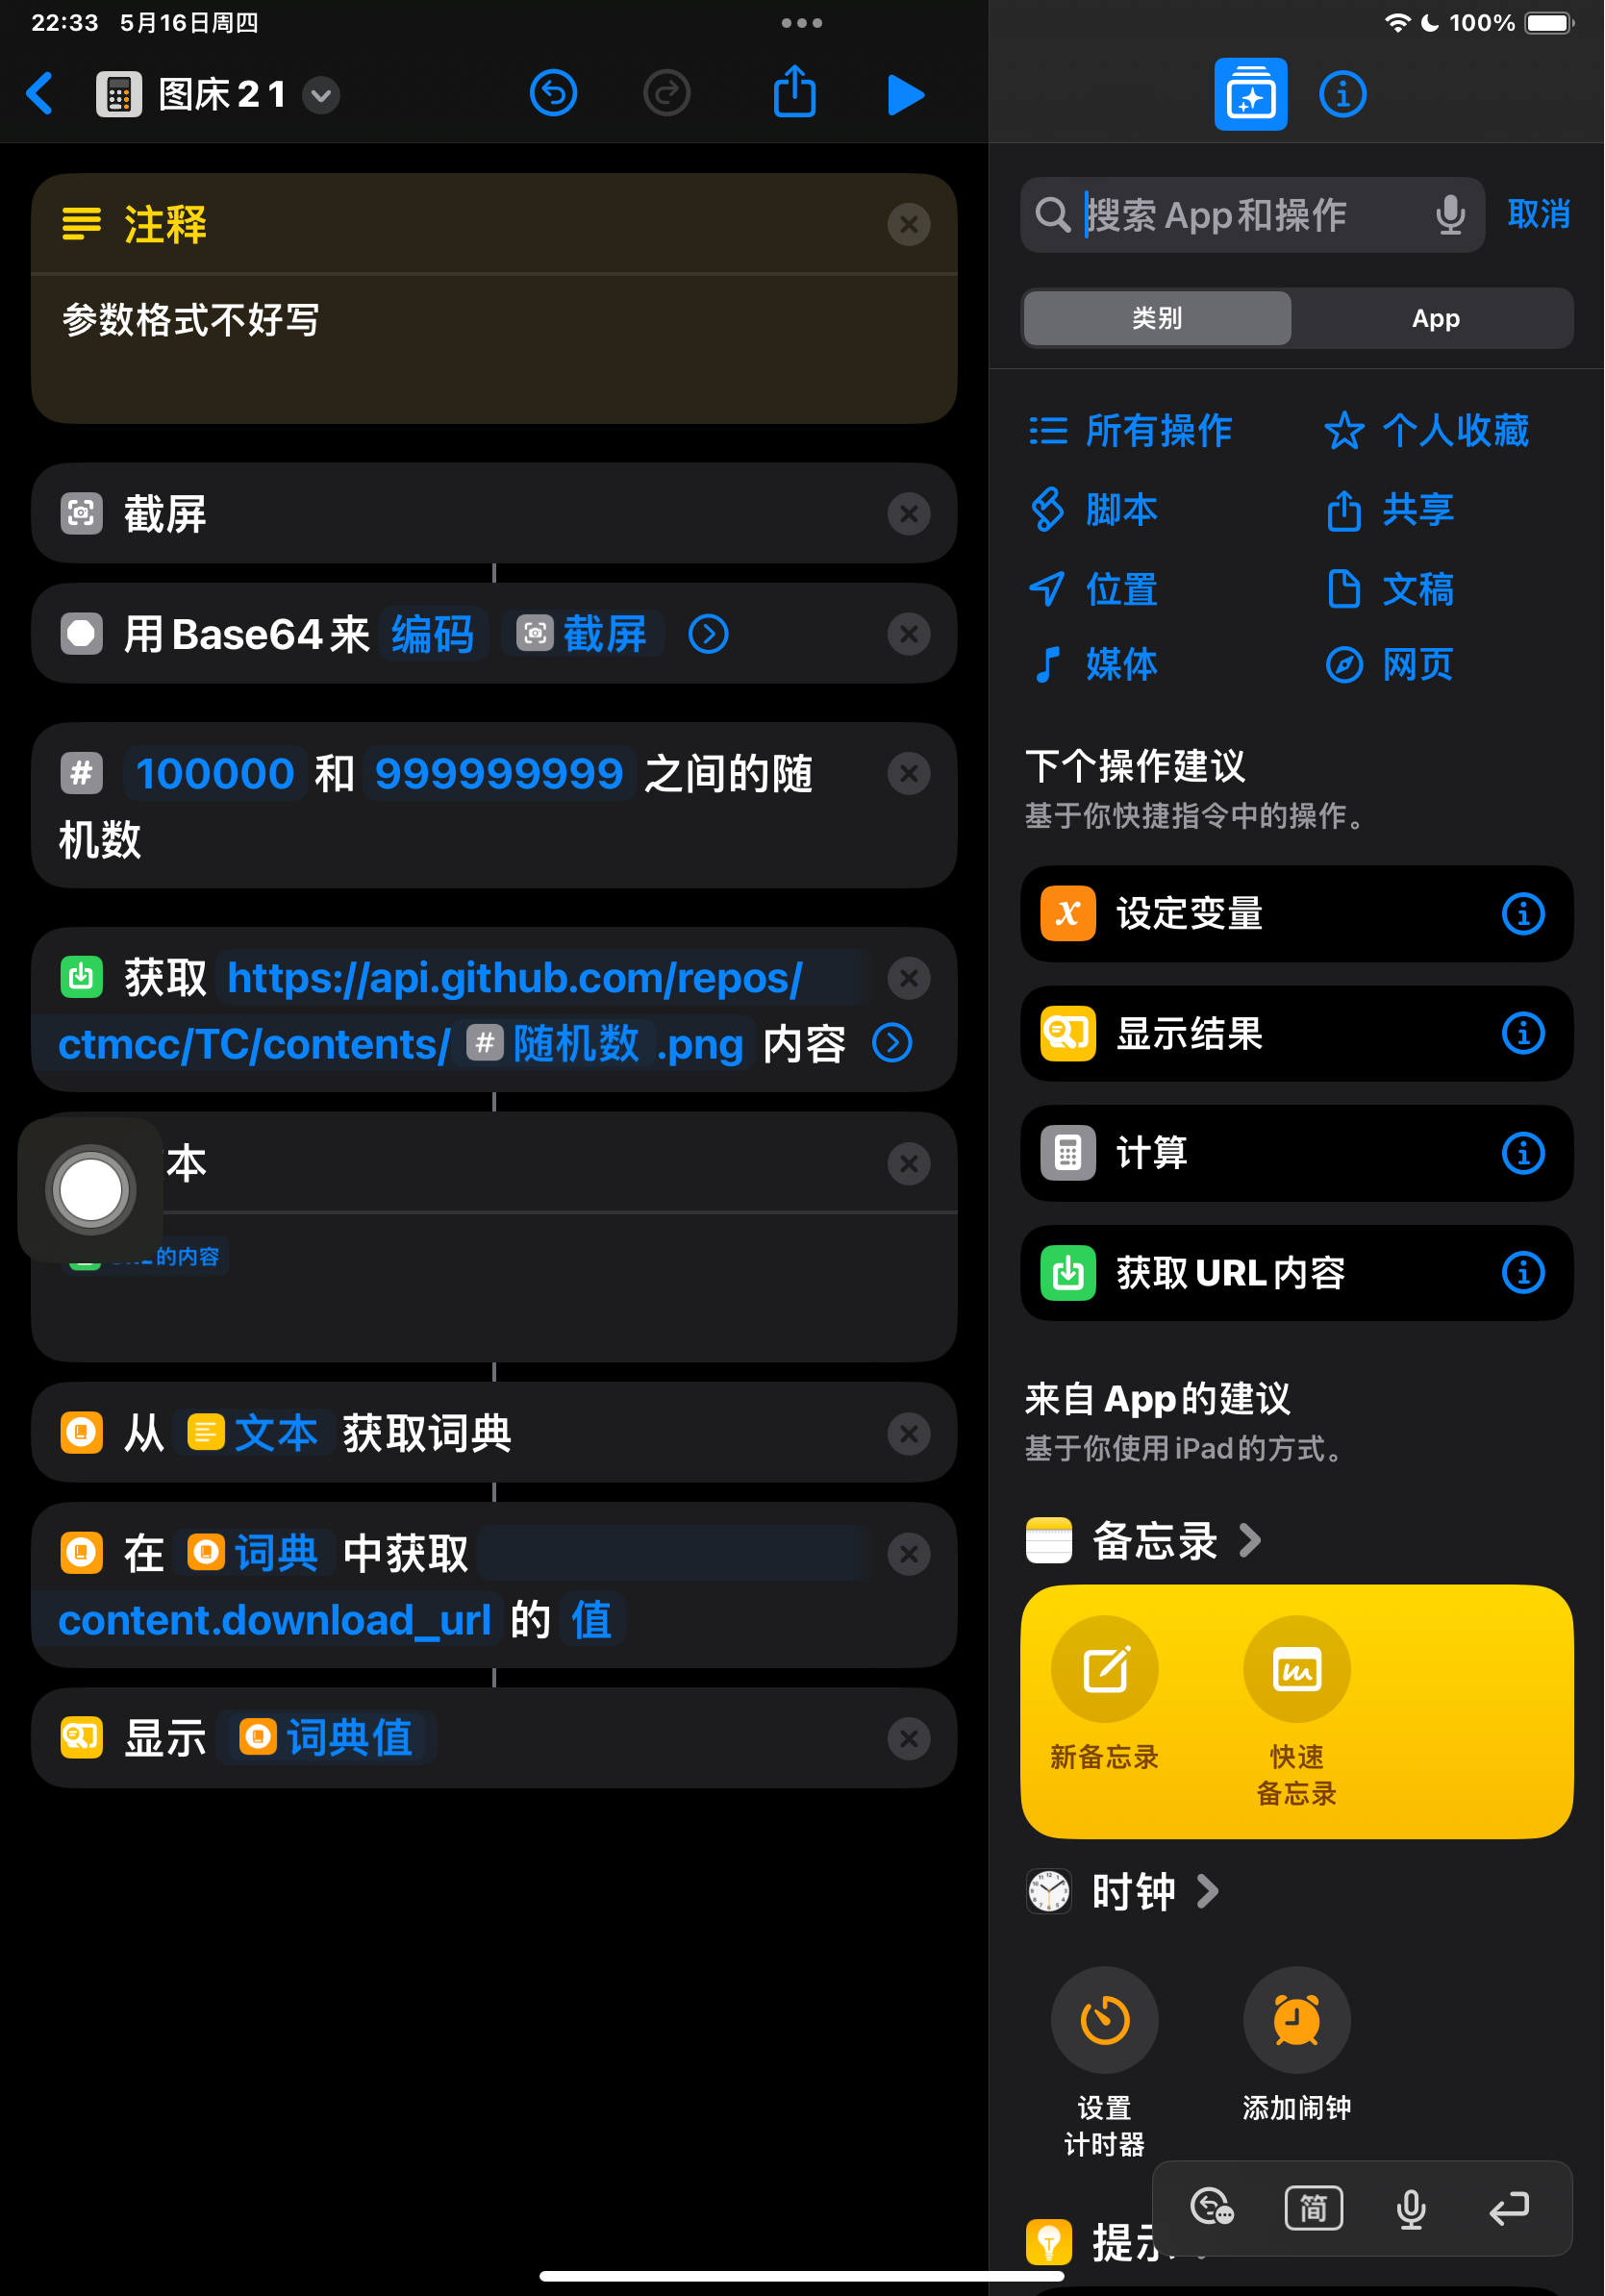 22:33 5月16日周四
100%
图床 2 1
注释
参数格式不好写
截屏
用 Base64 来 编码 截屏
100000 和 999999999 之间的随
机数
获取 https://api.github.com/repos/
ctmcc/TC/contents/ 随机数 .png 内容
本
的内容
从 文本 获取词典
在 词典 中获取
content.download_url 的 值
显示 词典值
搜索 App 和操作
取消
类别
App
所有操作
个人收藏
脚本
共享
位置
文稿
媒体
网页
下个操作建议
基于你快捷指令中的操作。
设定变量
显示结果
计算
获取 URL 内容
来自 App 的建议
基于你使用 iPad 的方式。
备忘录
新备忘录
快速
备忘录
时钟
设置
计时器
添加闹钟
提示
简